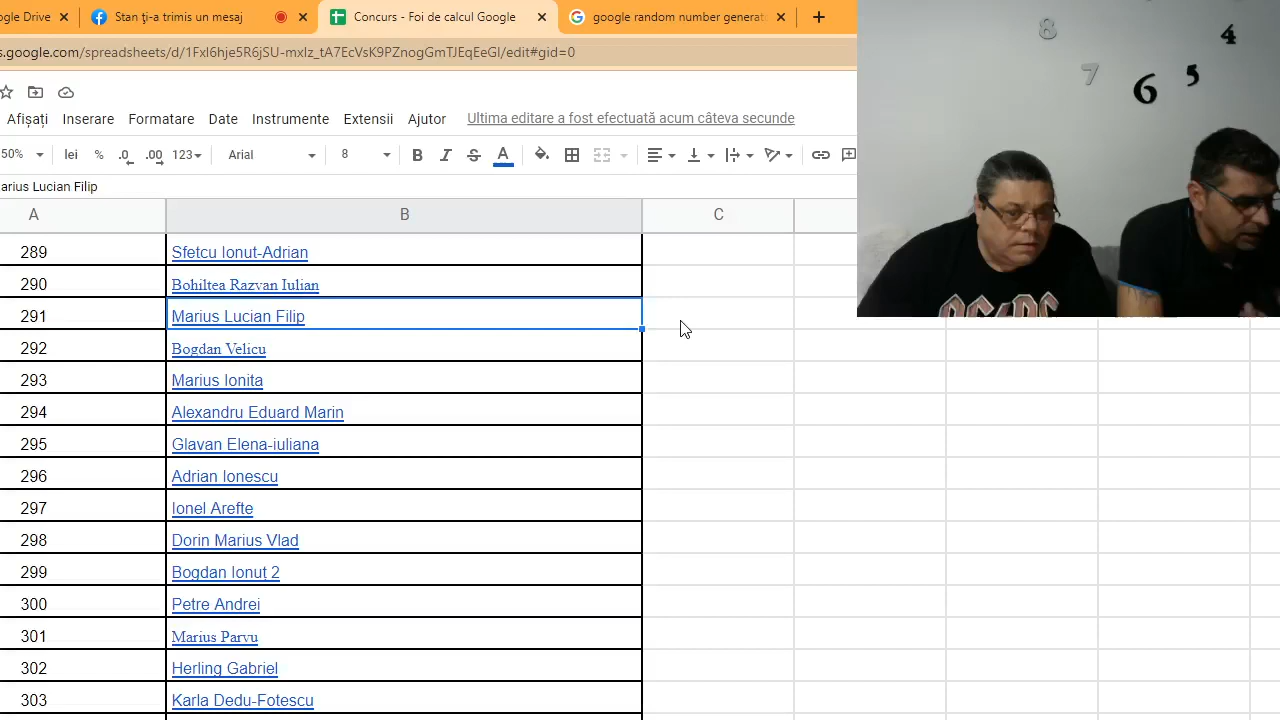 gle Drive
Stan ţi-a trimis un mesaj
Concurs - Foi de calcul Google
google random number generat
s.google.com/spreadsheets/d/1FxI6hje5R6jSU-mxIz_tA7EcVsK9PZnogGmTJEqEeGI/edit#gid=0
Afișați Inserare Formatare Date Instrumente Extensii Ajutor Ultima editare a fost efectuată acum câteva secunde
50% lei % .0 .00 123 Arial 8 B I S A
arius Lucian Filip
A B C
289 Sfetcu Ionut-Adrian
290 Bohiltea Razvan Iulian
291 Marius Lucian Filip
292 Bogdan Velicu
293 Marius Ionita
294 Alexandru Eduard Marin
295 Glavan Elena-iuliana
296 Adrian Ionescu
297 Ionel Arefte
298 Dorin Marius Vlad
299 Bogdan Ionuț 2
300 Petre Andrei
301 Marius Parvu
302 Herling Gabriel
303 Karla Dedu-Fotescu
8 4
7 6 5